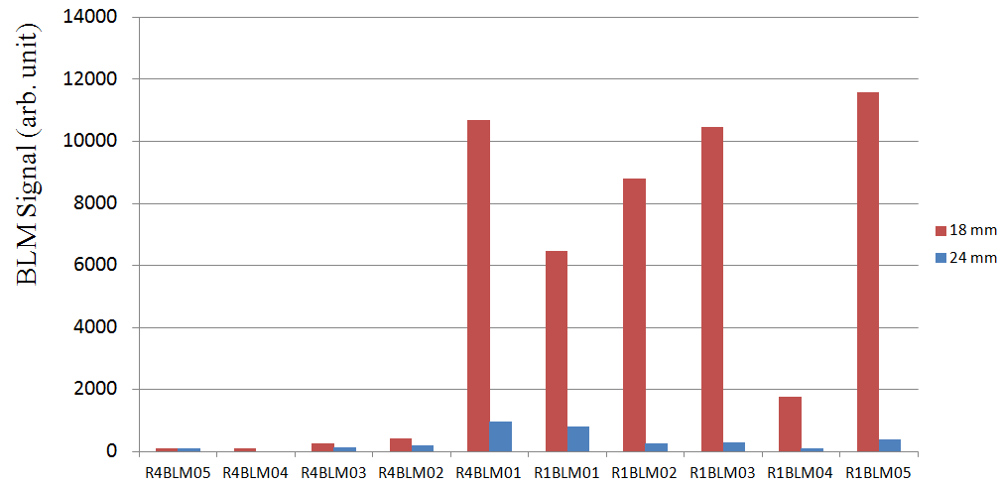 14000
12000
10000
8000
6000
4000
2000
0
BLM Signal (arb. unit)
R4BLM05 R4BLM04 R4BLM03 R4BLM02 R4BLM01 R1BLM01 R1BLM02 R1BLM03 R1BLM04 R1BLM05
18 mm
24 mm